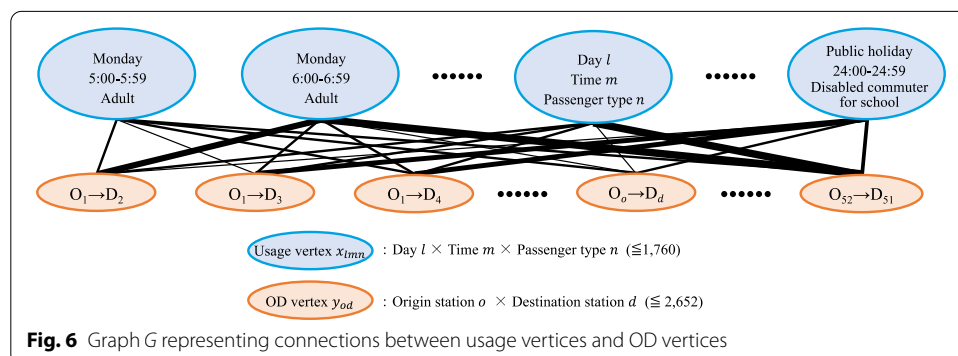 Monday
5:00-5:59
Adult
Monday
6:00-6:59
Adult
••••••
Day l
Time m
Passenger type n
••••••
Public holiday
24:00-24:59
Disabled commuter
for school
O₁→D₂
O₁→D₃
O₁→D₄
••••••
Oₒ→D_d
••••••
O₅₂→D₅₁
Usage vertex x_lmn : Day l × Time m × Passenger type n (≦1,760)
OD vertex y_od : Origin station o × Destination station d (≦ 2,652)
Fig. 6 Graph G representing connections between usage vertices and OD vertices